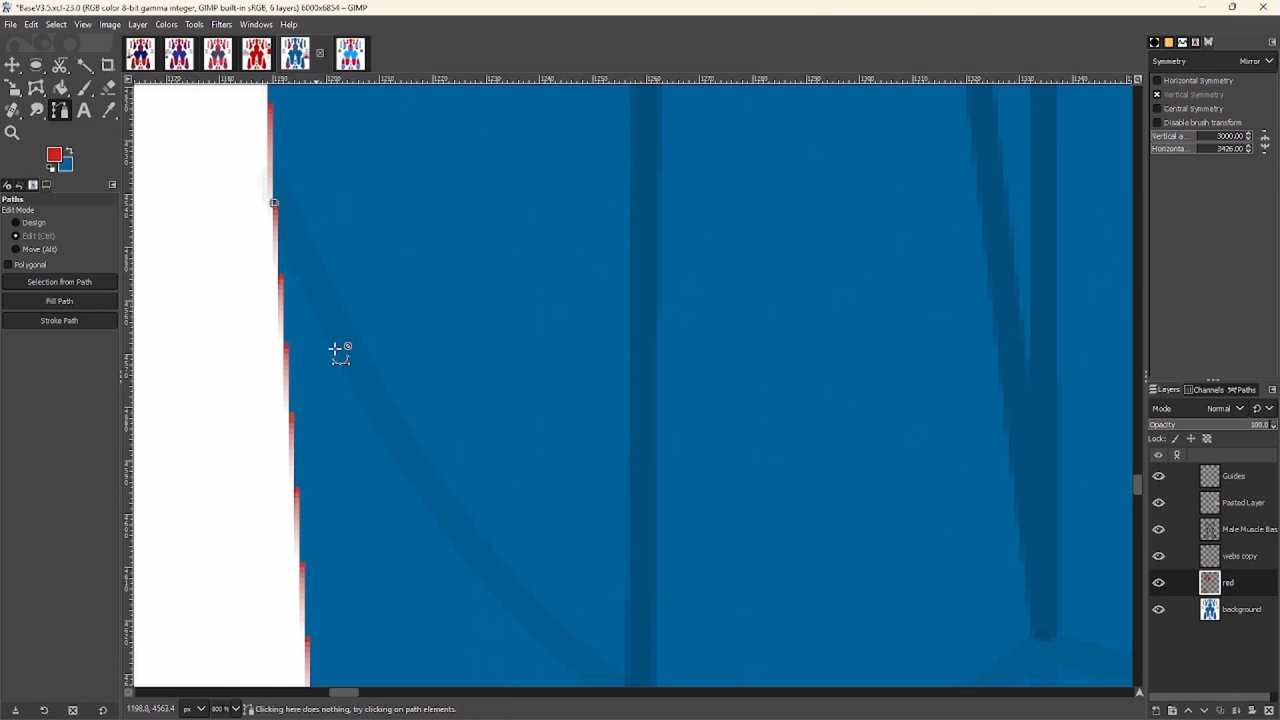 *BaseV3.5.xcf-23.0 (RGB color 8-bit gamma integer, GIMP built-in sRGB, 6 layers) 6000x6854 – GIMP
File Edit Select View Image Layer Colors Tools Filters Windows Help
Symmetry Mirror
Horizontal Symmetry
Vertical Symmetry
Central Symmetry
Disable brush transform
Vertical a... 3000.00
Horizonta... 3426.00
Paths
Edit Mode
Design
Edit (Ctrl)
Move (Alt)
Polygonal
Selection from Path
Fill Path
Stroke Path
Layers Channels Paths
Mode Normal
Opacity 100.0
Lock:
Guides
Pasted Layer
Male Muscle Bas
webs copy
red
background
1198.8, 4563.4 px 800 % Clicking here does nothing, try clicking on path elements.